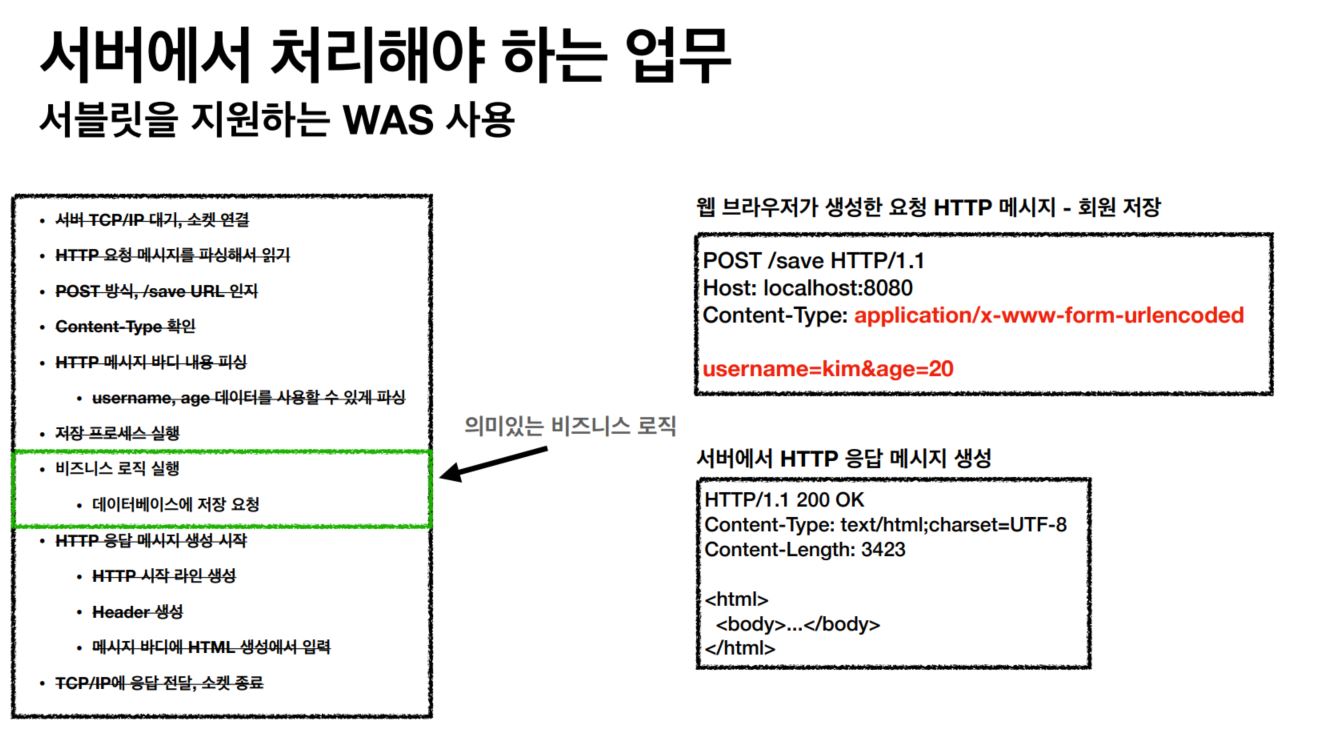 서버에서 처리해야 하는 업무
서블릿을 지원하는 WAS 사용
• 서버 TCP/IP 대기, 소켓 연결
• HTTP 요청 메시지를 파싱해서 읽기
• POST 방식, /save URL 인지
• Content-Type 확인
• HTTP 메시지 바디 내용 피싱
• username, age 데이터를 사용할 수 있게 파싱
• 저장 프로세스 실행
• 비즈니스 로직 실행
• 데이터베이스에 저장 요청
• HTTP 응답 메시지 생성 시작
• HTTP 시작 라인 생성
• Header 생성
• 메시지 바디에 HTML 생성에서 입력
• TCP/IP에 응답 전달, 소켓 종료
의미있는 비즈니스 로직
웹 브라우저가 생성한 요청 HTTP 메시지 - 회원 저장
POST /save HTTP/1.1
Host: localhost:8080
Content-Type: application/x-www-form-urlencoded
username=kim&age=20
서버에서 HTTP 응답 메시지 생성
HTTP/1.1 200 OK
Content-Type: text/html;charset=UTF-8
Content-Length: 3423
<html>
<body>...</body>
</html>